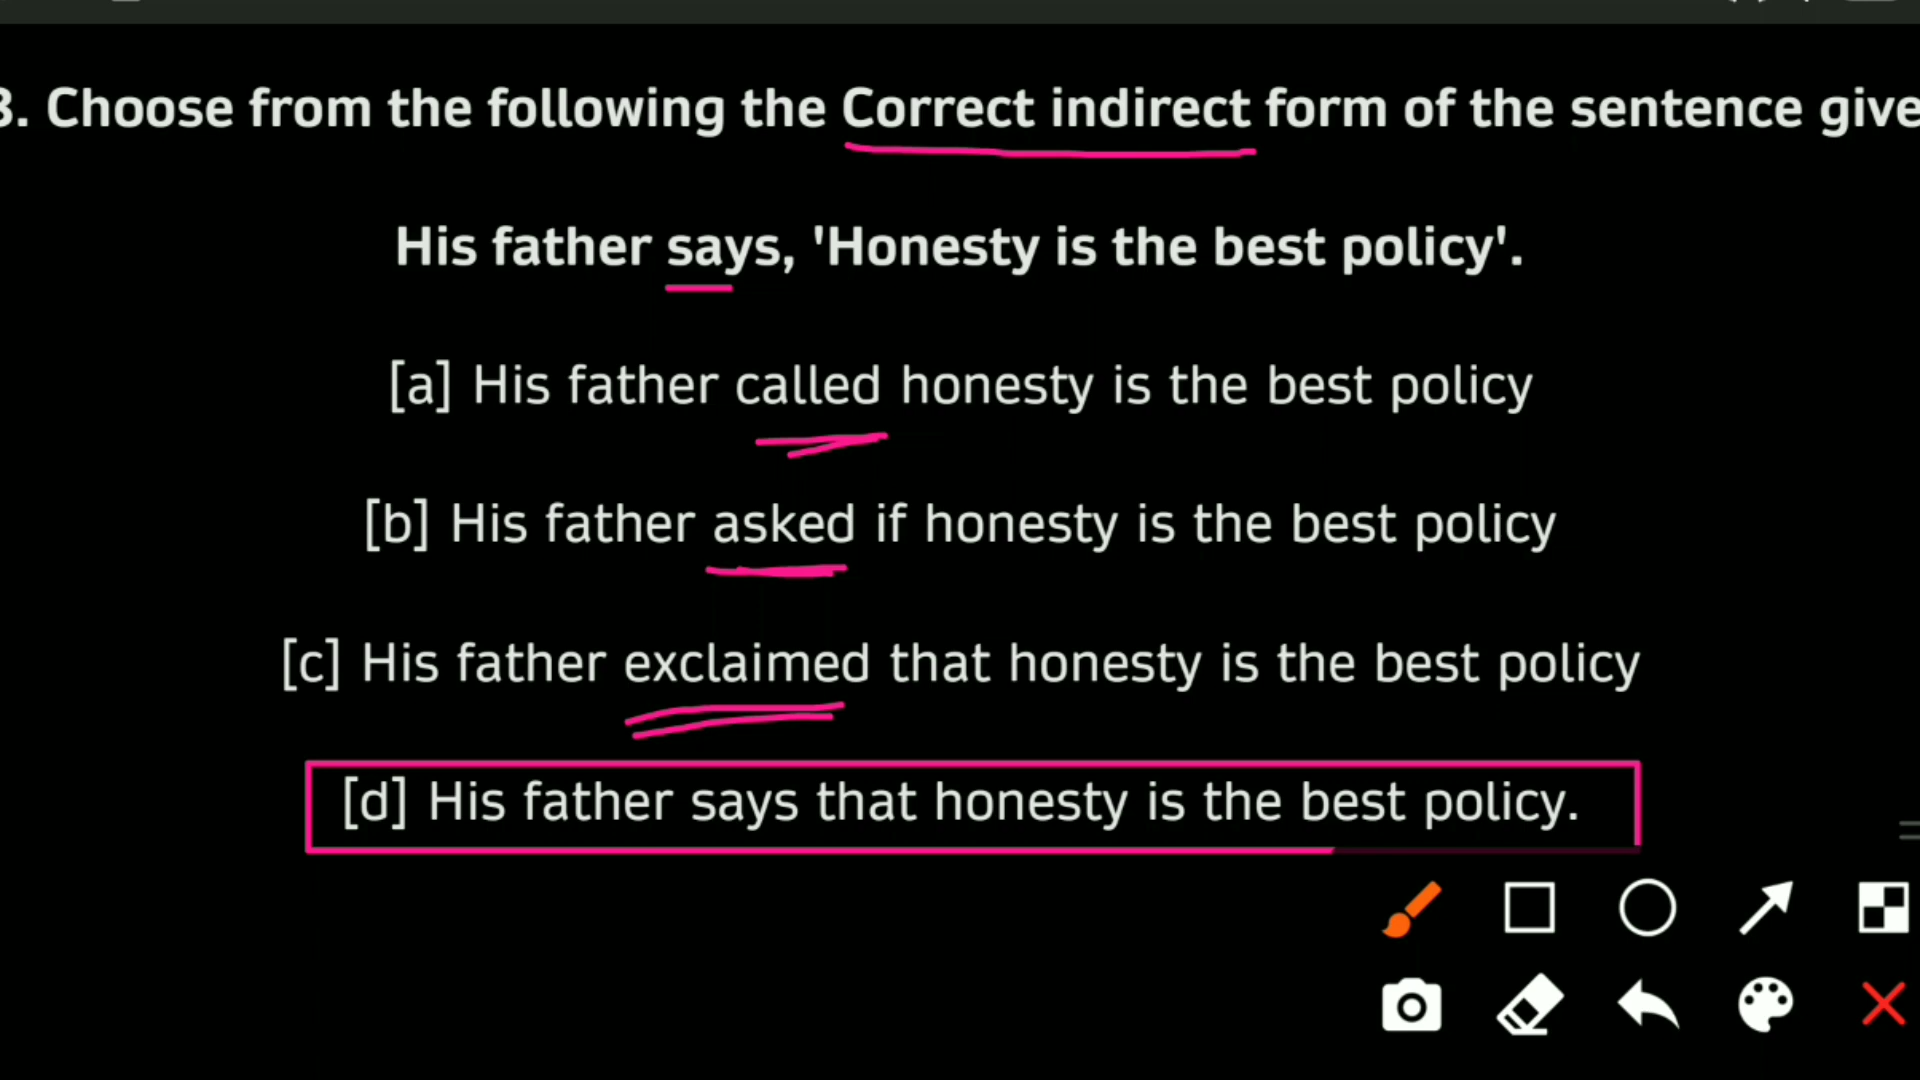 3. Choose from the following the Correct indirect form of the sentence give
His father says, 'Honesty is the best policy'.
[a] His father called honesty is the best policy
[b] His father asked if honesty is the best policy
[c] His father exclaimed that honesty is the best policy
[d] His father says that honesty is the best policy.